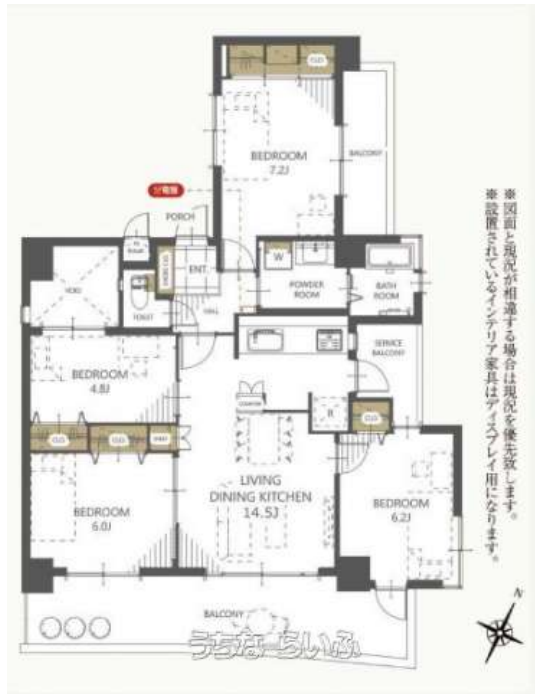 CLO
BEDROOM
7.2J
BALCONY
分電盤
PORCH
ENT.
W
POWDER
ROOM
BATH
ROOM
TOILET
HALL
SERVICE
BALCONY
BEDROOM
4.8J
COUNTER
R
CLO
CLO
CLO
LIVING
DINING KITCHEN
14.5J
BEDROOM
6.0J
BEDROOM
6.2J
BALCONY
うちなーらいふ
N
※図面と現況が相違する場合は現況を優先致します。
※設置されているインテリア家具はディスプレイ用になります。